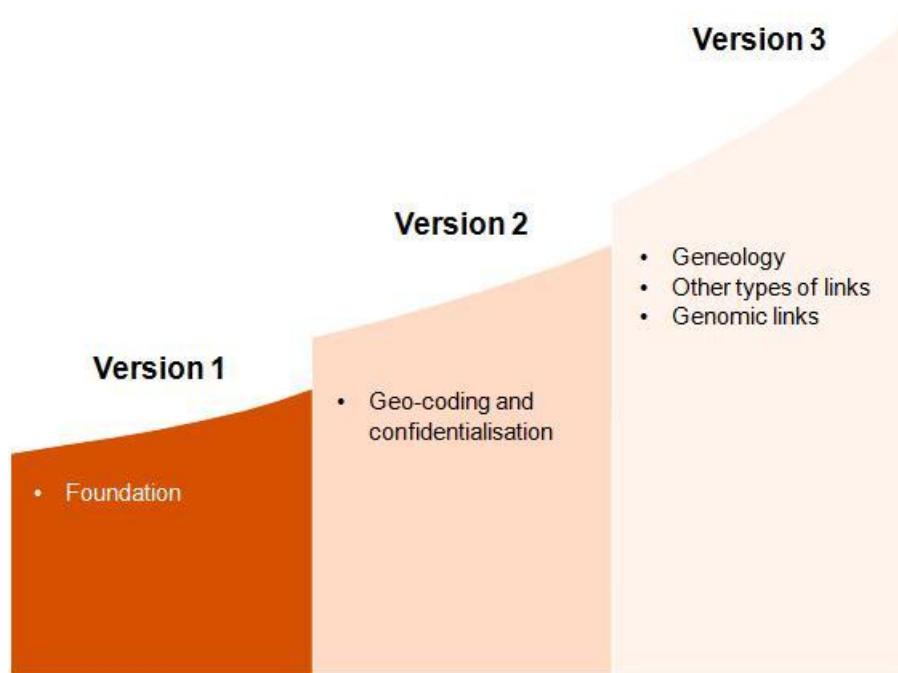 Version 1
• Foundation
Version 2
• Geo-coding and
confidentialisation
Version 3
• Geneology
• Other types of links
• Genomic links